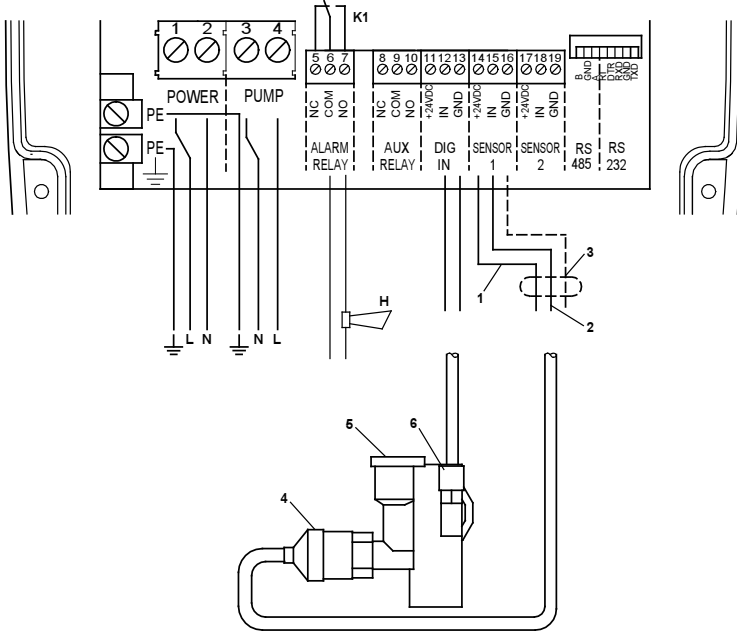 K1
1 2 3 4
5 6 7 8 9 10 11 12 13 14 15 16 17 18 19
POWER PUMP
PE
PE
NC COM NO
NC COM NO
+24VDC IN GND
+24VDC IN GND
+24VDC IN GND
B GND A RI DTR RXD GND TXD
ALARM RELAY
AUX RELAY
DIG IN
SENSOR 1
SENSOR 2
RS 485
RS 232
L N
N L
H
1
2
3
4
5
6